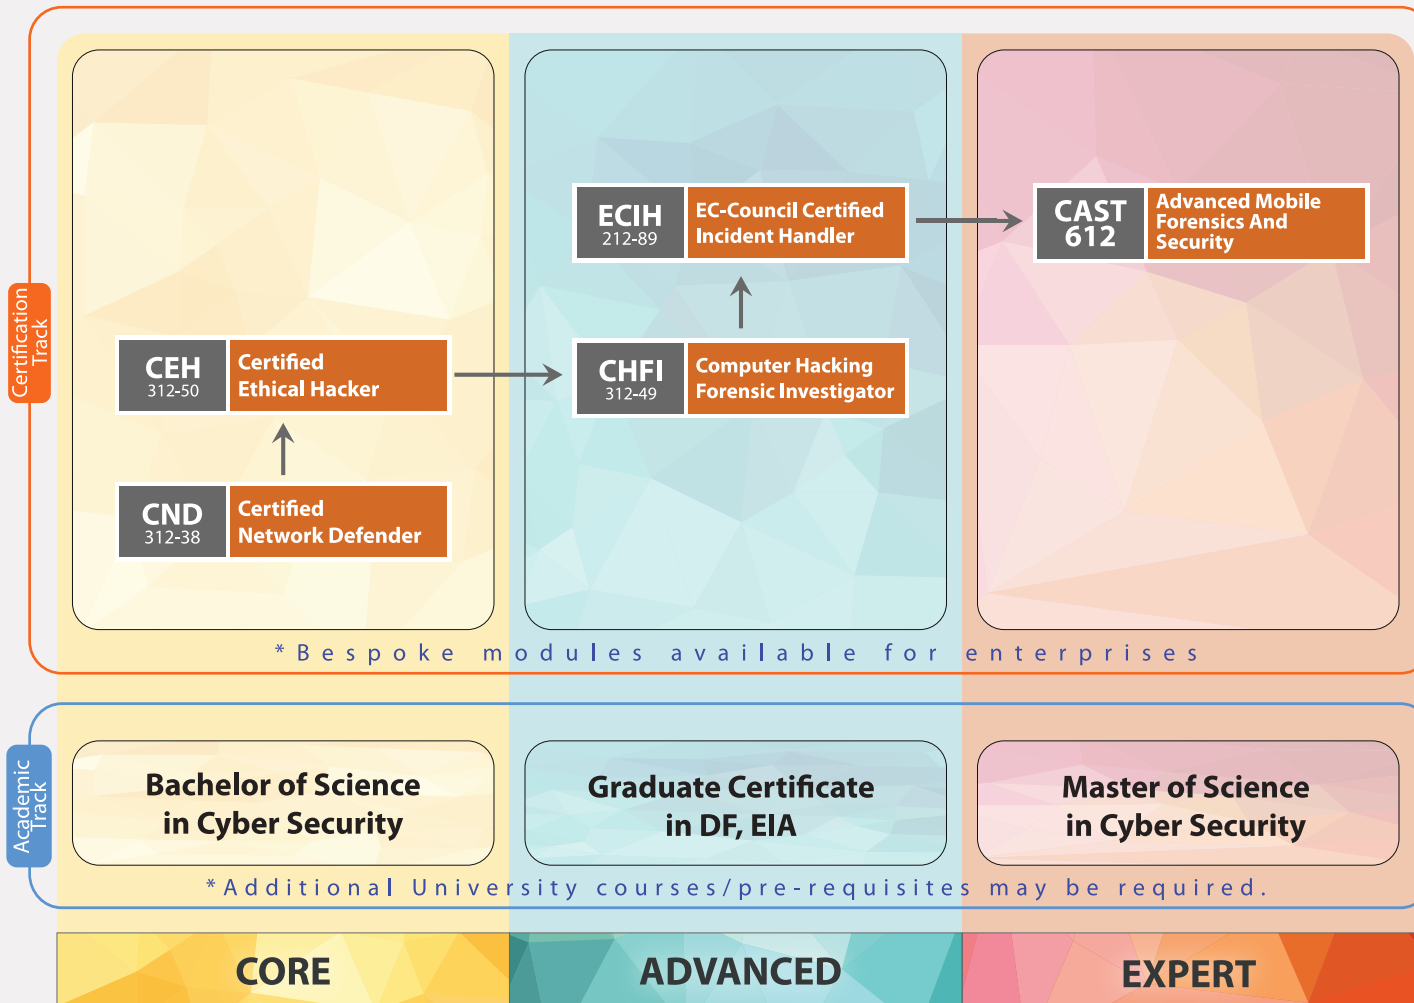 Certification
Track
ECIH
212-89
EC-Council Certified
Incident Handler
CAST
612
Advanced Mobile
Forensics And
Security
CEH
312-50
Certified
Ethical Hacker
CHFI
312-49
Computer Hacking
Forensic Investigator
CND
312-38
Certified
Network Defender
* Bespoke modules available for enterprises
Academic
Track
Bachelor of Science
in Cyber Security
Graduate Certificate
in DF, EIA
Master of Science
in Cyber Security
*Additional University courses/pre-requisites may be required.
CORE
ADVANCED
EXPERT